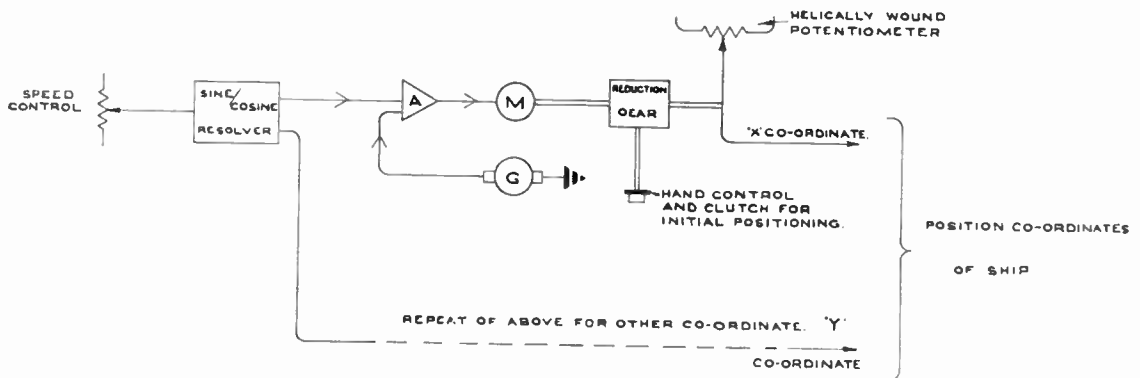 HELICALLY WOUND
POTENTIOMETER
SPEED
CONTROL
SINE/
COSINE
RESOLVER
A
M
REDUCTION
GEAR
'X' CO-ORDINATE.
G
HAND CONTROL
AND CLUTCH FOR
INITIAL POSITIONING.
POSITION CO-ORDINATES
OF SHIP
REPEAT OF ABOVE FOR OTHER CO-ORDINATE. 'Y'
CO-ORDINATE